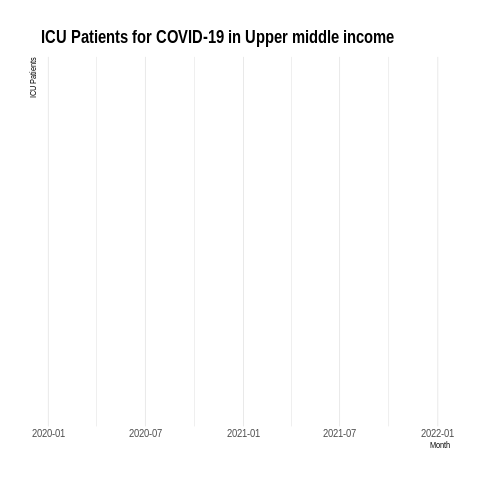 ICU Patients for COVID-19 in Upper middle income
ICU Patients
2020-01 2020-07 2021-01 2021-07 2022-01
Month